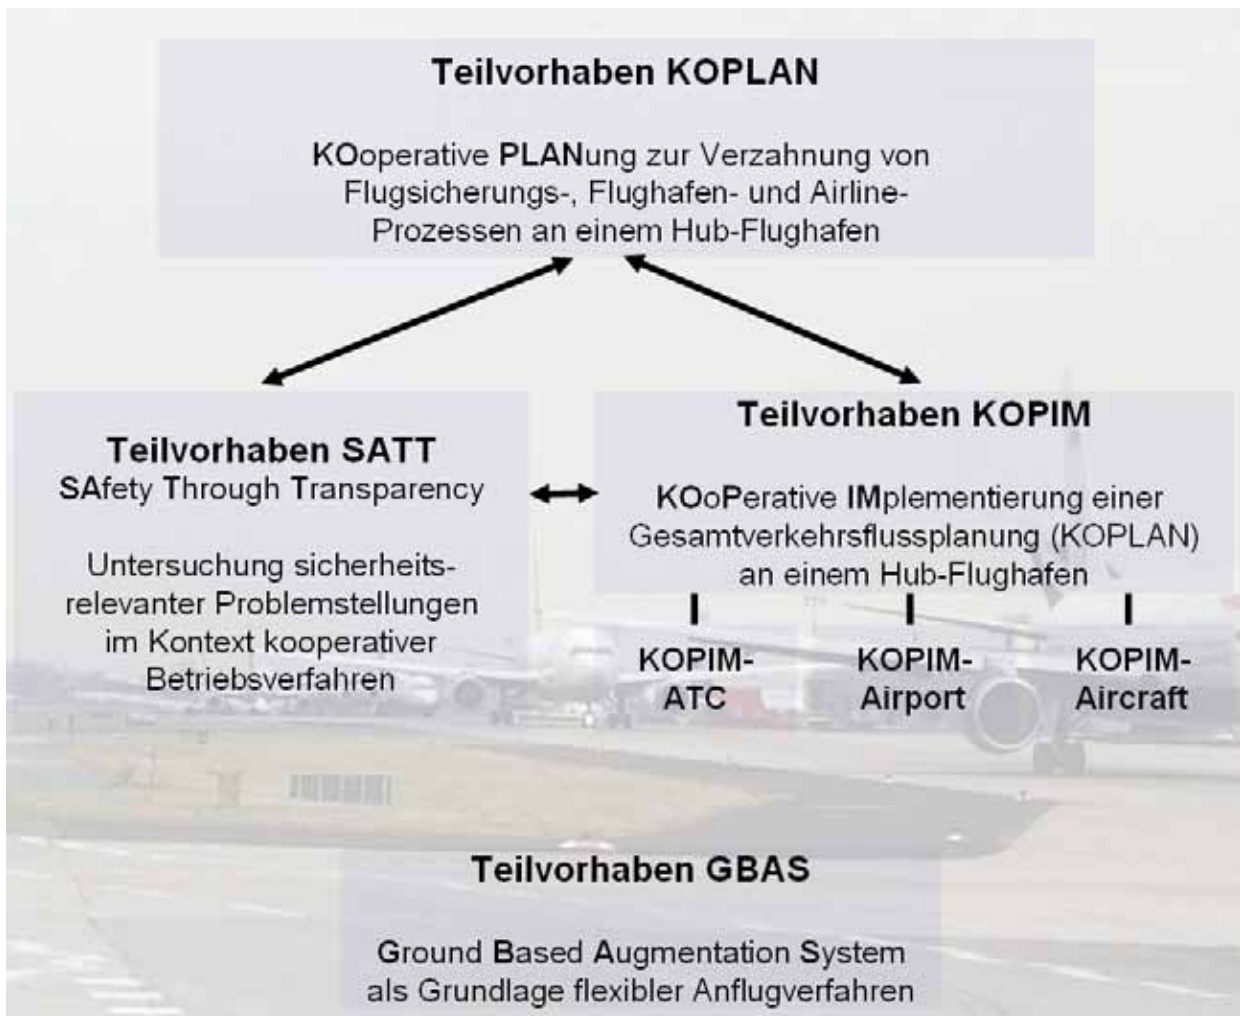 Teilvorhaben KOPLAN
KOoperative PLANung zur Verzahnung von
Flugsicherungs-, Flughafen- und Airline-
Prozessen an einem Hub-Flughafen
Teilvorhaben SATT
SAfety Through Transparency
Untersuchung sicherheits-
relevanter Problemstellungen
im Kontext kooperativer
Betriebsverfahren
Teilvorhaben KOPIM
KOoPerative IMplementierung einer
Gesamtverkehrsflussplanung (KOPLAN)
an einem Hub-Flughafen
KOPIM-
ATC
KOPIM-
Airport
KOPIM-
Aircraft
Teilvorhaben GBAS
Ground Based Augmentation System
als Grundlage flexibler Anflugverfahren